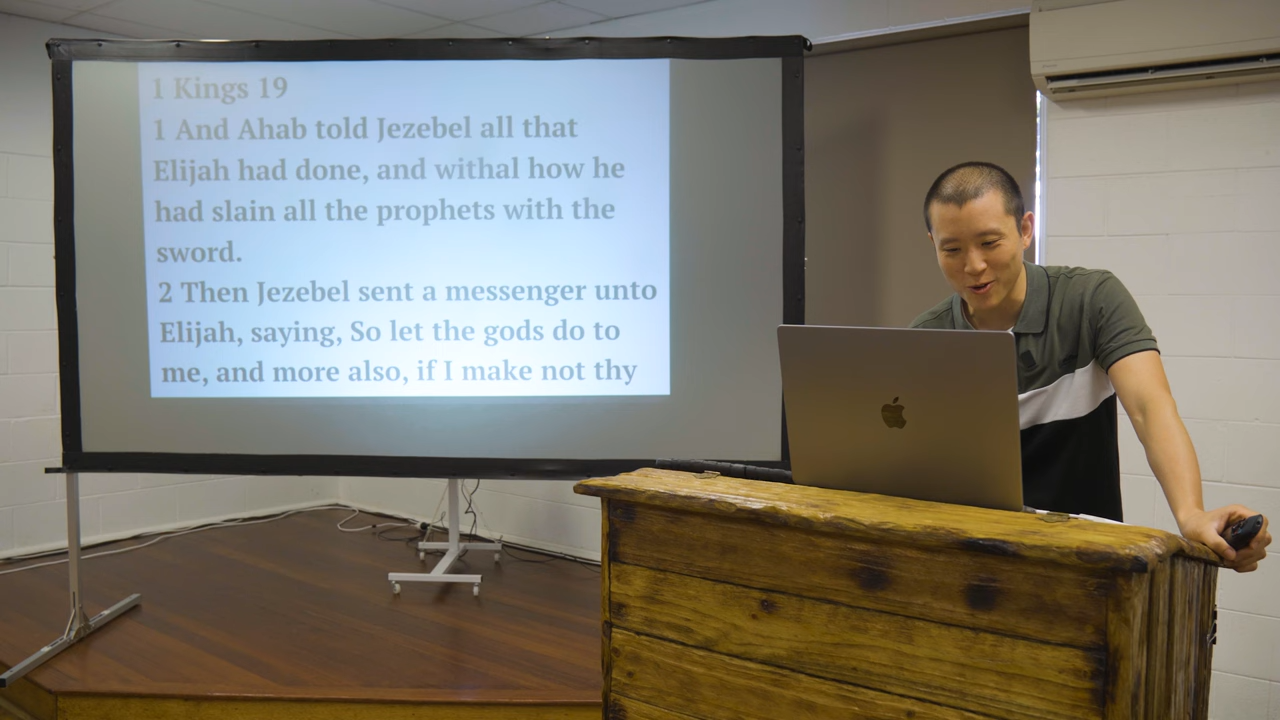 1 Kings 19
1 And Ahab told Jezebel all that
Elijah had done, and withal how he
had slain all the prophets with the
sword.
2 Then Jezebel sent a messenger unto
Elijah, saying, So let the gods do to
me, and more also, if I make not thy